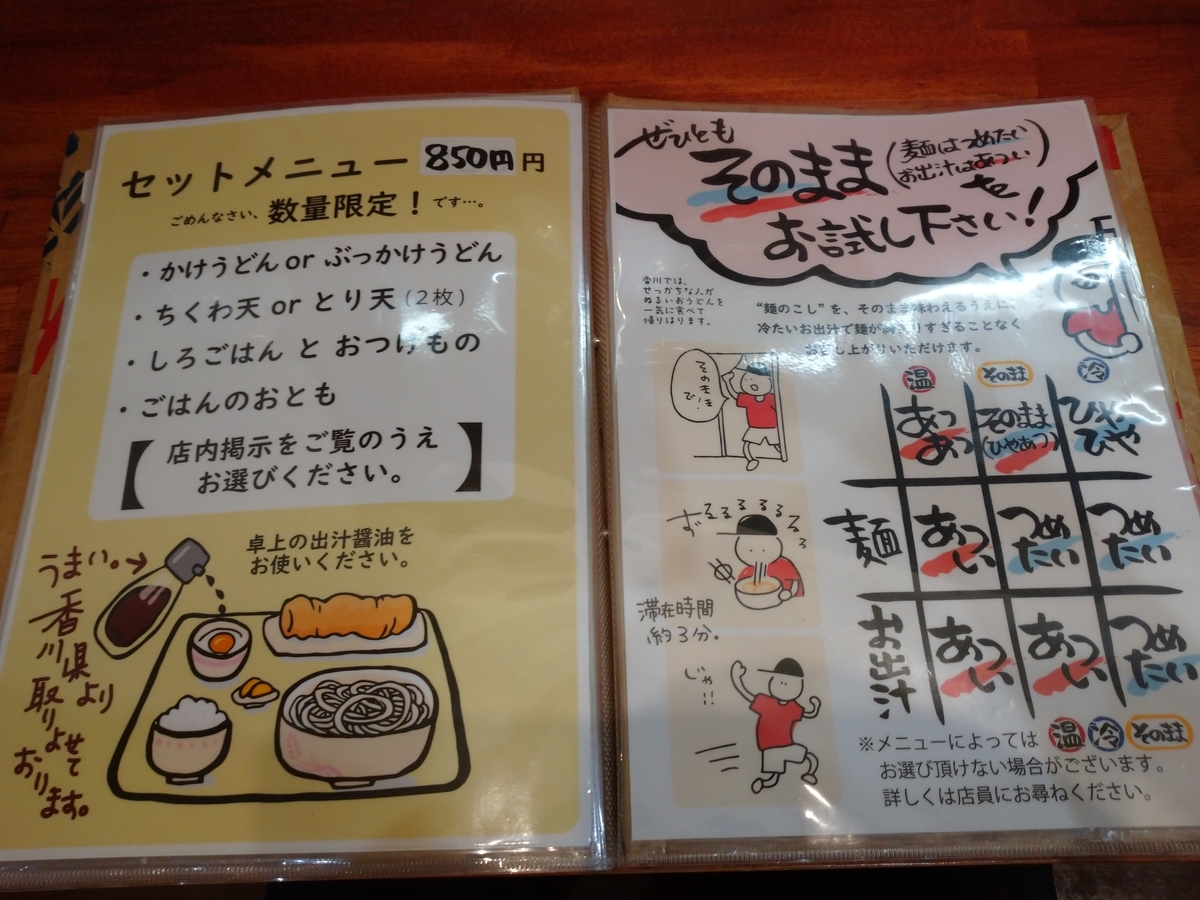 セットメニュー 850円 円
ごめんなさい、数量限定!です…。
・かけうどん or ぶっかけうどん
・ちくわ天 or とり天(2枚)
・しろごはん と おつけもの
・ごはんのおとも
【店内掲示をご覧のうえ
お選びください。】
卓上の出汁醤油を
お使いください。
うまい。→
香川県より
取りよせて
おります。
ぜひとも
そのまま(麺はつめたい
お出汁はあつい)を
お試し下さい!
香川では、
せっかちな人が
ぬるいおうどんを
一気に食べて
帰りはります。
"麺のこし"を、そのまま味わえるうえに、
冷たいお出汁で麺が
すぎることなく
お召し上がりいただけます。
そのまま
で!
ずるるるるるる
滞在時間
約3分。
じゃ!!
温 そのまま 冷
あつあつ そのまま(ひやあつ) ひやひや
麺 あつい つめたい つめたい
お出汁 あつい あつい つめたい
※メニューによっては 温 冷 そのまま
お選び頂けない場合がございます。
詳しくは店員にお尋ねください。